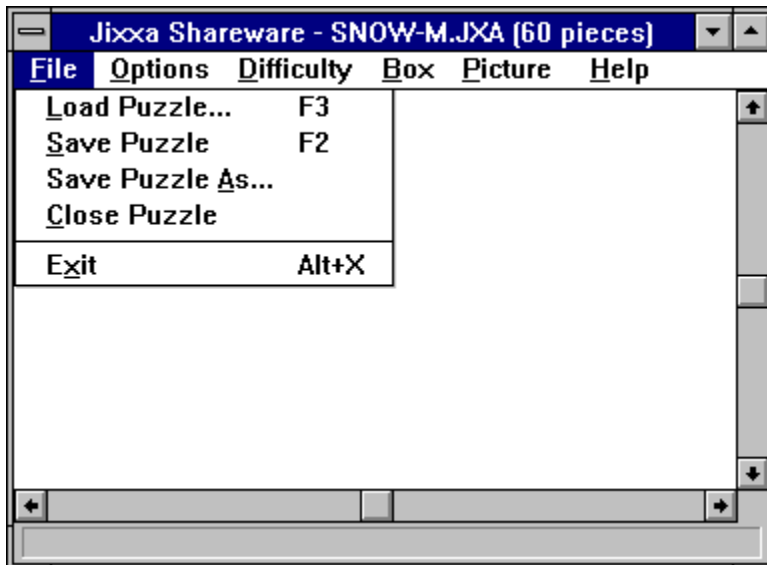 Jixxa Shareware - SNOW-M.JXA (60 pieces)
File Options Difficulty Box Picture Help
Load Puzzle... F3
Save Puzzle F2
Save Puzzle As...
Close Puzzle
Exit Alt+X